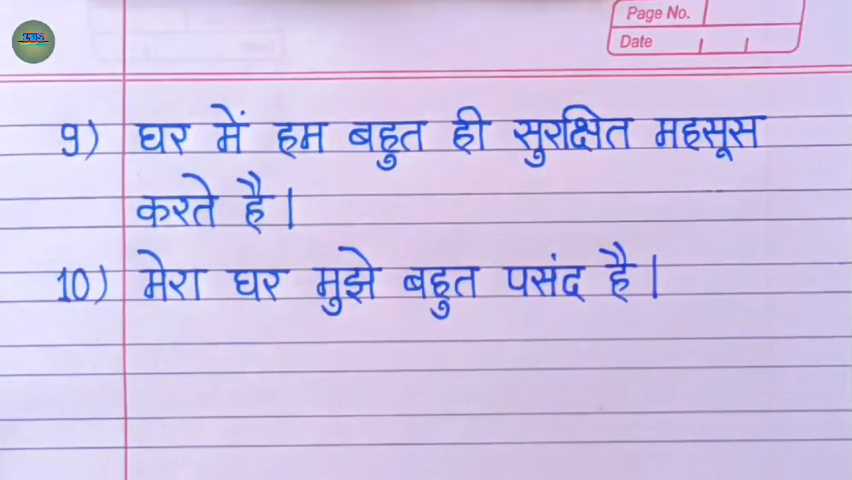 Page No.
Date
9) घर में हम बहुत ही सुरक्षित महसूस
करते है।
10) मेरा घर मुझे बहुत पसंद है।